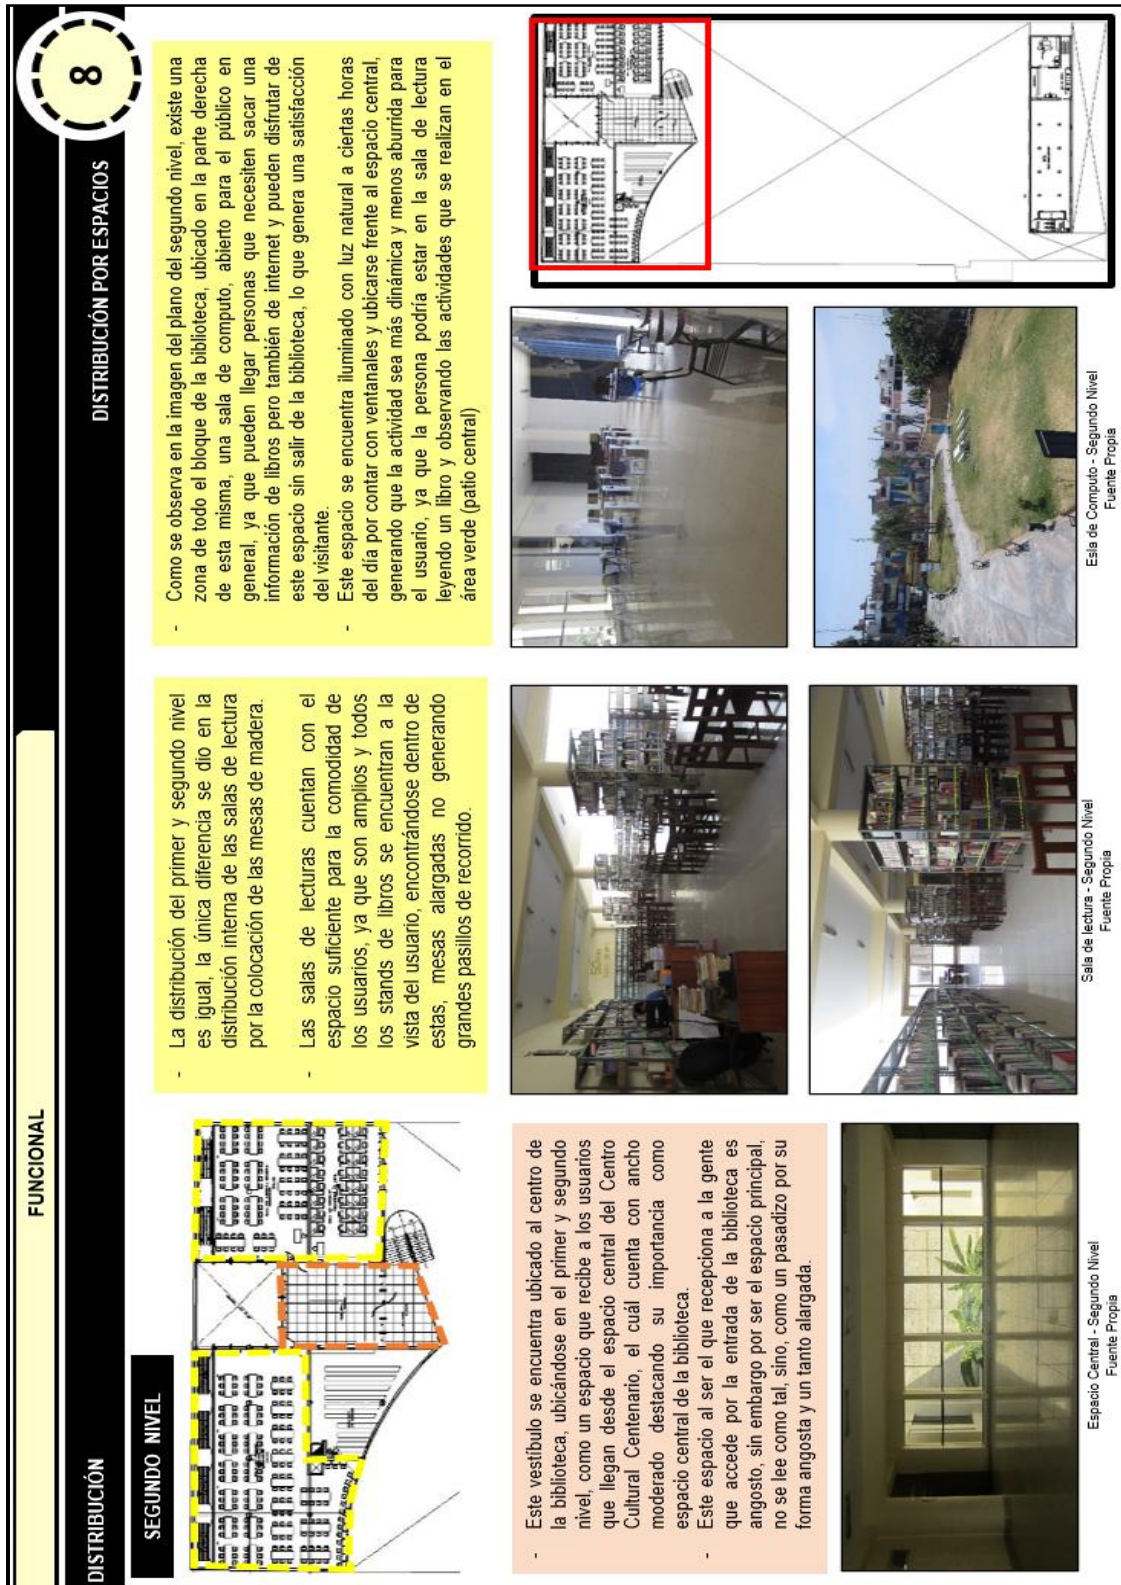 FUNCIONAL
8
DISTRIBUCIÓN
DISTRIBUCIÓN POR ESPACIOS
SEGUNDO NIVEL
- La distribución del primer y segundo nivel
es igual, la única diferencia se dio en la
distribución interna de las salas de lectura
por la colocación de las mesas de madera.
- Las salas de lecturas cuentan con el
espacio suficiente para la comodidad de
los usuarios, ya que son amplios y todos
los stands de libros se encuentran a la
vista del usuario, encontrándose dentro de
estas, mesas alargadas no generando
grandes pasillos de recorrido.
- Como se observa en la imagen del plano del segundo nivel, existe una
zona de todo el bloque de la biblioteca, ubicado en la parte derecha
de esta misma, una sala de computo, abierto para el público en
general, ya que pueden llegar personas que necesiten sacar una
información de libros pero también de internet y pueden disfrutar de
este espacio sin salir de la biblioteca, lo que genera una satisfacción
del visitante.
- Este espacio se encuentra iluminado con luz natural a ciertas horas
del día por contar con ventanales y ubicarse frente al espacio central,
generando que la actividad sea más dinámica y menos aburrida para
el usuario, ya que la persona podría estar en la sala de lectura
leyendo un libro y observando las actividades que se realizan en el
área verde (patio central)
- Este vestíbulo se encuentra ubicado al centro de
la biblioteca, ubicándose en el primer y segundo
nivel, como un espacio que recibe a los usuarios
que llegan desde el espacio central del Centro
Cultural Centenario, el cuál cuenta con ancho
moderado destacando su importancia como
espacio central de la biblioteca.
- Este espacio al ser el que recepciona a la gente
que accede por la entrada de la biblioteca es
angosto, sin embargo por ser el espacio principal,
no se lee como tal, sino, como un pasadizo por su
forma angosta y un tanto alargada.
Espacio Central - Segundo Nivel
Fuente Propia
Sala de lectura - Segundo Nivel
Fuente Propia
Esla de Computo - Segundo Nivel
Fuente Propia